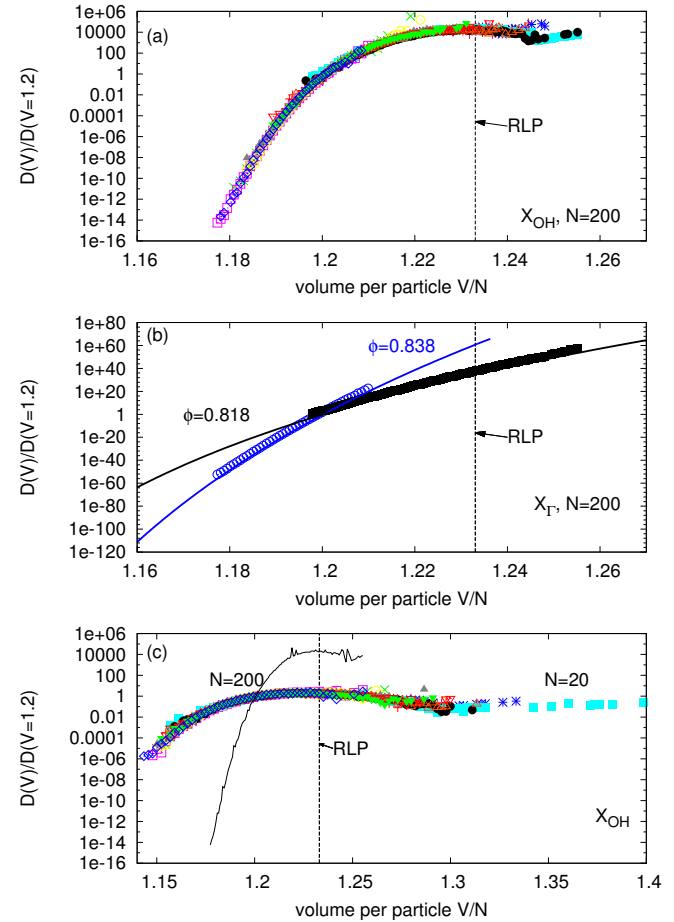 (a)
1e+06
10000
100
1
0.01
0.0001
1e-06
1e-08
1e-10
1e-12
1e-14
1e-16
D(V)/D(V=1.2)
RLP
X_OH, N=200
1.16 1.18 1.2 1.22 1.24 1.26
volume per particle V/N
(b)
1e+80
1e+60
1e+40
1e+20
1
1e-20
1e-40
1e-60
1e-80
1e-100
1e-120
D(V)/D(V=1.2)
ϕ=0.838
ϕ=0.818
RLP
X_Γ, N=200
1.16 1.18 1.2 1.22 1.24 1.26
volume per particle V/N
(c)
1e+06
10000
100
1
0.01
0.0001
1e-06
1e-08
1e-10
1e-12
1e-14
1e-16
D(V)/D(V=1.2)
N=200
N=20
RLP
X_OH
1.15 1.2 1.25 1.3 1.35 1.4
volume per particle V/N